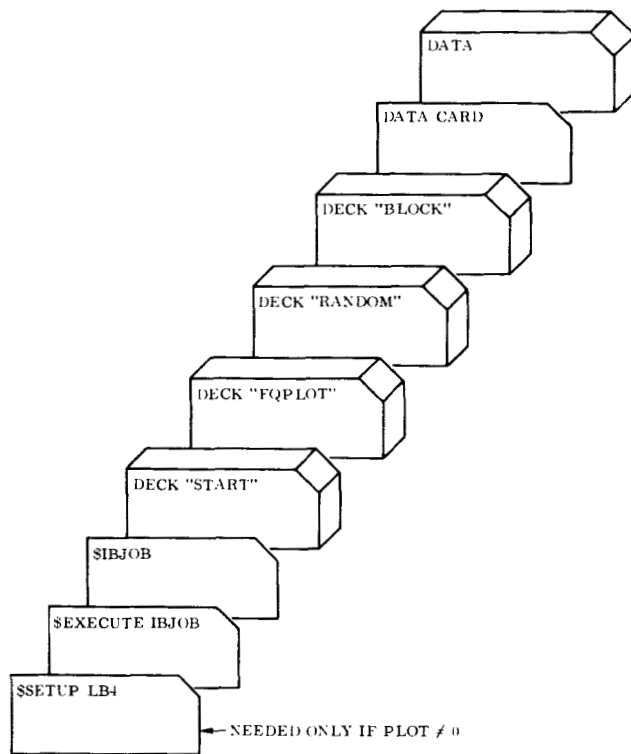 DATA
DATA CARD
DECK "BLOCK"
DECK "RANDOM"
DECK "FQPLOT"
DECK "START"
$IBJOB
$EXECUTE IBJOB
$SETUP LB4
NEEDED ONLY IF PLOT ≠ 0